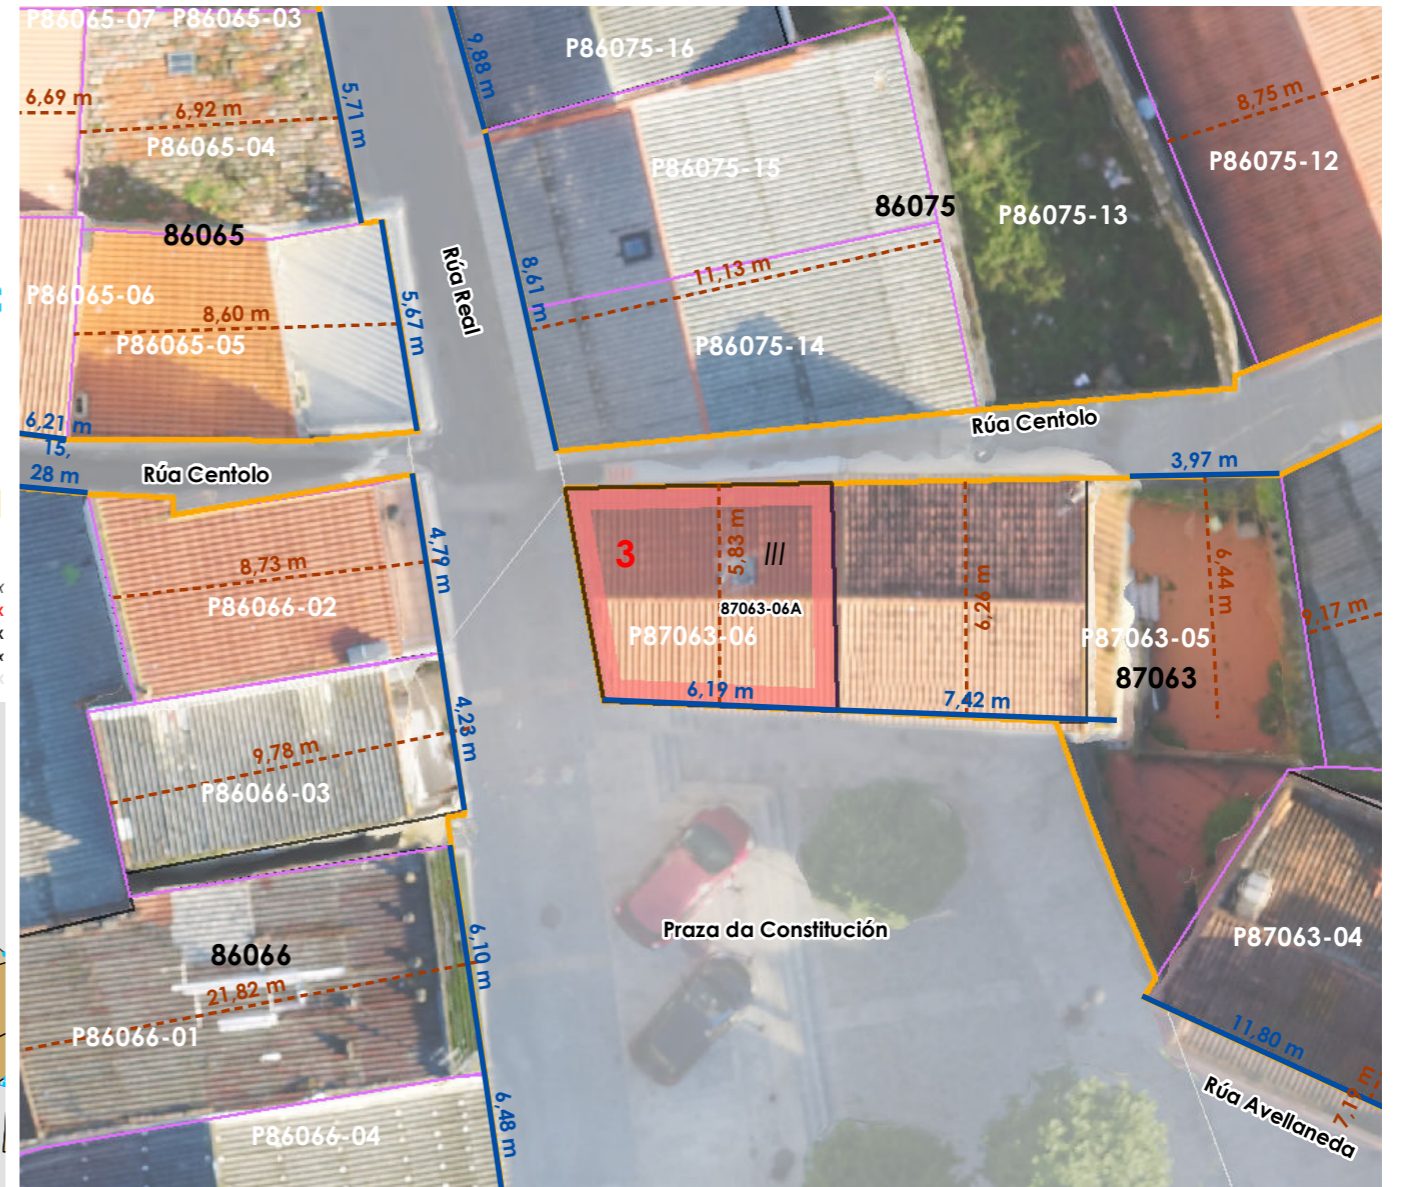 P86065-07 P86065-03
9,88 m
P86075-16
6,69 m
6,92 m
5,71 m
P86065-04
8,75 m
P86075-15
P86075-12
86075
P86075-13
86065
Rúa Real
8,61 m
11,13 m
P86065-06
8,60 m
5,67 m
P86065-05
P86075-14
6,21 m
15,
28 m
Rúa Centolo
Rúa Centolo
3,97 m
4,79 m
3
5,83 m
III
6,26 m
6,44 m
8,73 m
P86066-02
87063-06A
P87063-06
P87063-05
9,17 m
87063
6,19 m
7,42 m
4,23 m
9,78 m
P86066-03
Praza da Constitución
P87063-04
86066
6,10 m
21,82 m
P86066-01
11,80 m
Rúa Avellaneda
6,48 m
P86066-04